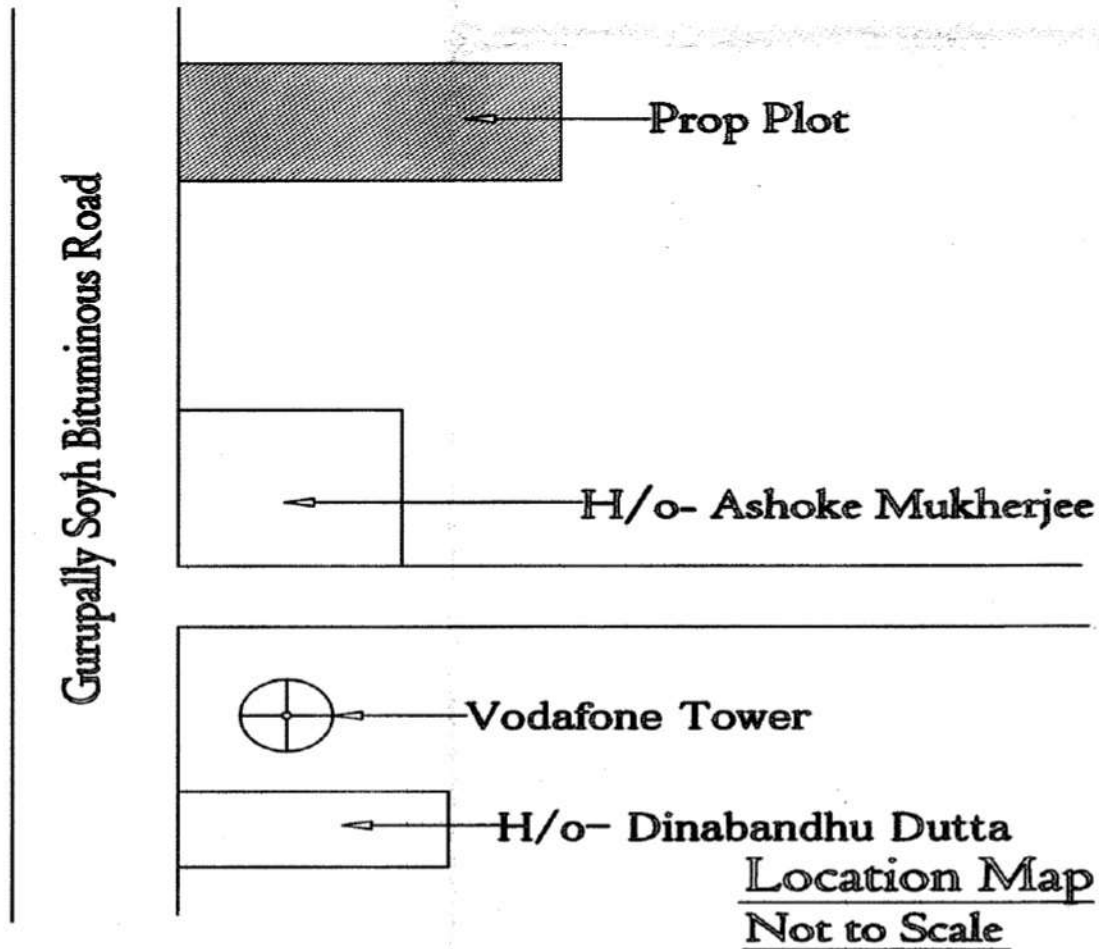 Prop Plot
Gurupally Soyh Bituminous Road
H/o- Ashoke Mukherjee
Vodafone Tower
H/o- Dinabandhu Dutta
Location Map
Not to Scale